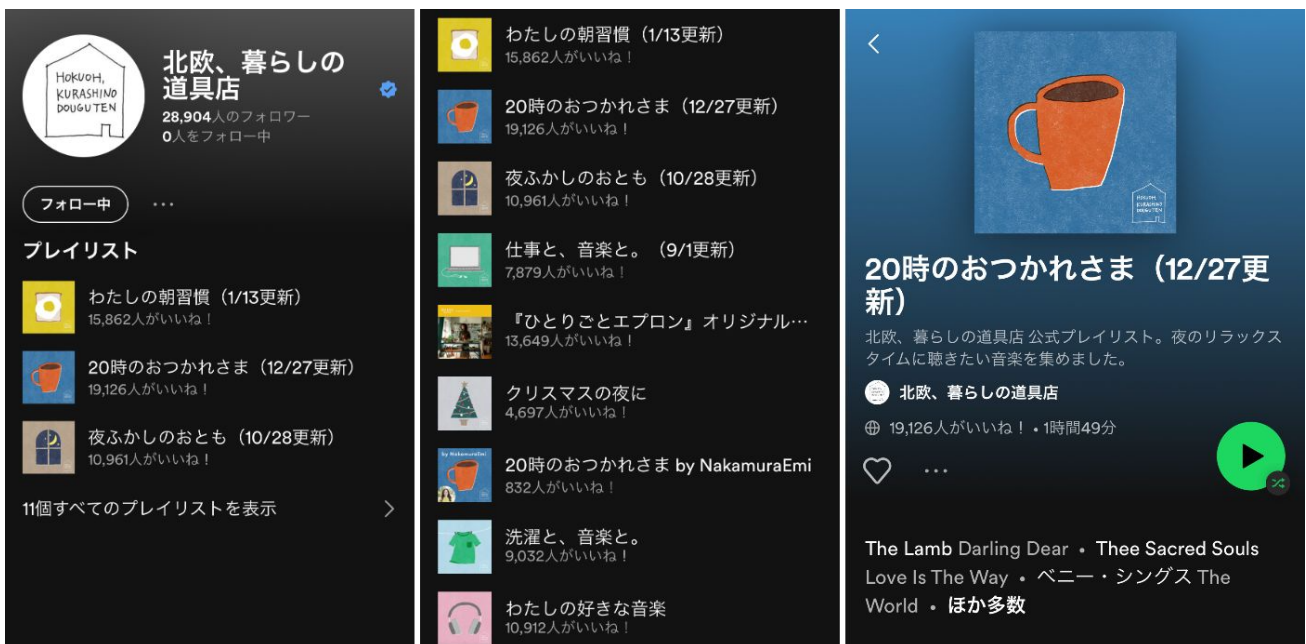 HOKUOH,
KURASHINO
DOUGUTEN
北欧、暮らしの
道具店
28,904人のフォロワー
0人をフォロー中
フォロー中
プレイリスト
わたしの朝習慣（1/13更新）
15,862人がいいね！
20時のおつかれさま（12/27更新）
19,126人がいいね！
夜ふかしのおとも（10/28更新）
10,961人がいいね！
11個すべてのプレイリストを表示
わたしの朝習慣（1/13更新）
15,862人がいいね！
20時のおつかれさま（12/27更新）
19,126人がいいね！
夜ふかしのおとも（10/28更新）
10,961人がいいね！
仕事と、音楽と。（9/1更新）
7,879人がいいね！
『ひとりごとエプロン』オリジナル…
13,649人がいいね！
クリスマスの夜に
4,697人がいいね！
by NakamuraEmi
20時のおつかれさま by NakamuraEmi
832人がいいね！
洗濯と、音楽と。
9,032人がいいね！
わたしの好きな音楽
10,912人がいいね！
HOKUOH,
KURASHINO
DOUGUTEN
20時のおつかれさま（12/27更
新）
北欧、暮らしの道具店 公式プレイリスト。夜のリラックス
タイムに聴きたい音楽を集めました。
北欧、暮らしの道具店
19,126人がいいね！ • 1時間49分
The Lamb Darling Dear • Thee Sacred Souls
Love Is The Way • ベニー・シングス The
World • ほか多数